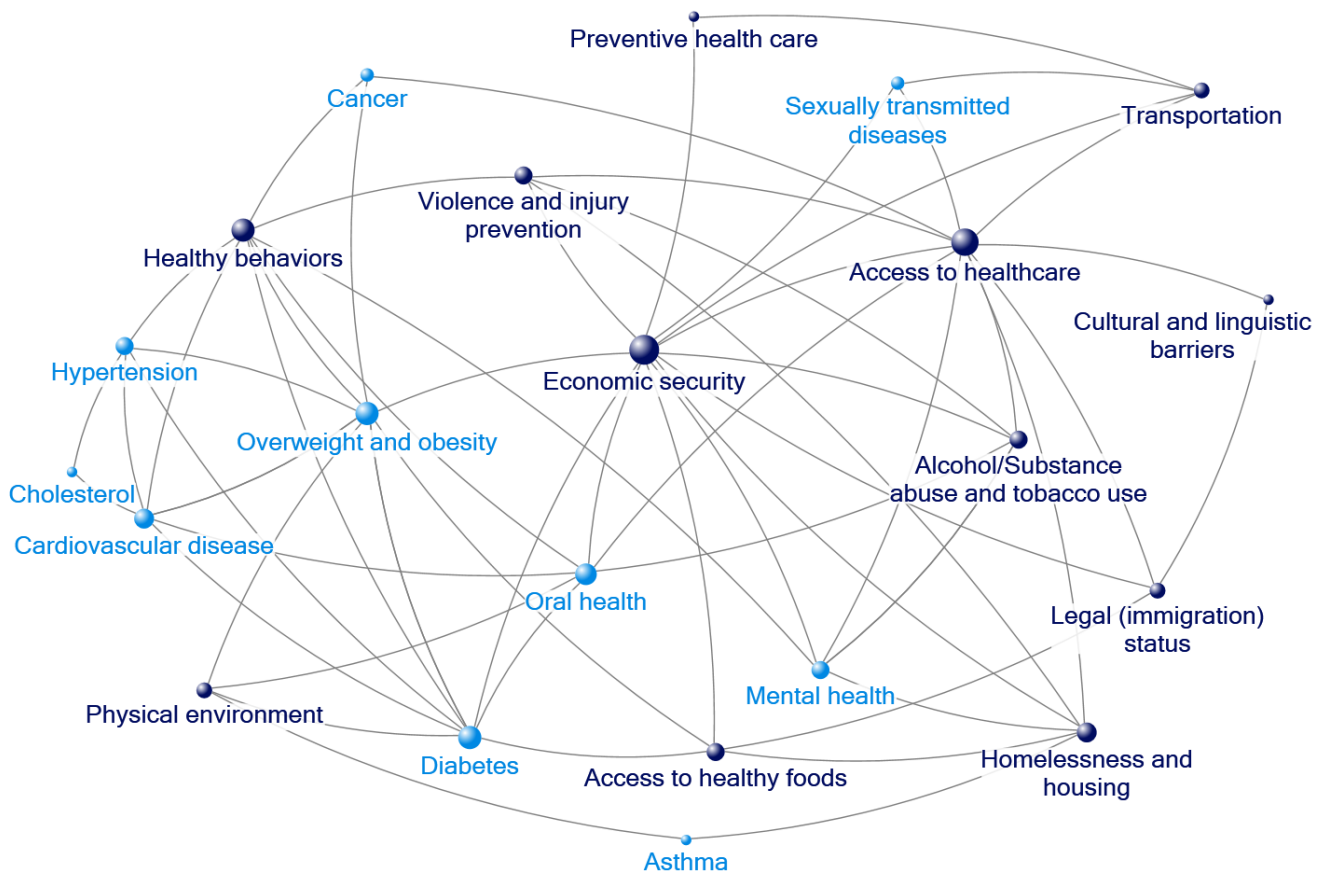 Preventive health care
Cancer
Sexually transmitted
diseases
Transportation
Violence and injury
prevention
Healthy behaviors
Access to healthcare
Cultural and linguistic
barriers
Hypertension
Economic security
Overweight and obesity
Alcohol/Substance
abuse and tobacco use
Cholesterol
Cardiovascular disease
Oral health
Legal (immigration)
status
Mental health
Physical environment
Diabetes
Access to healthy foods
Homelessness and
housing
Asthma